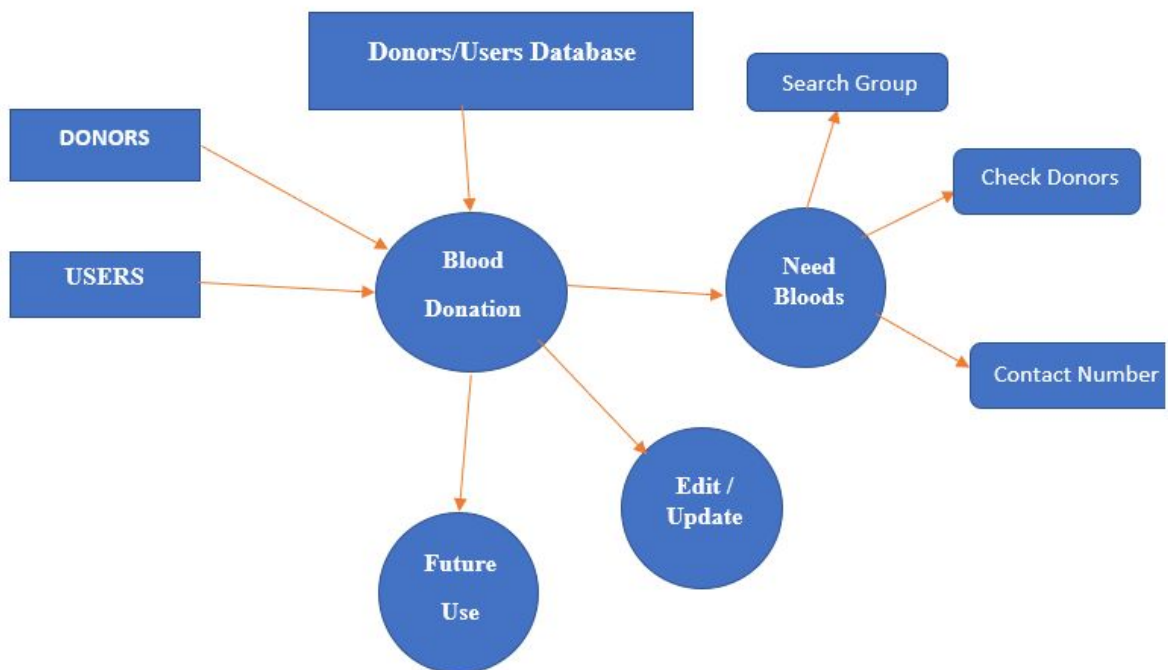 Donors/Users Database
Search Group
DONORS
Check Donors
USERS
Blood
Donation
Need
Bloods
Contact Number
Edit /
Update
Future
Use